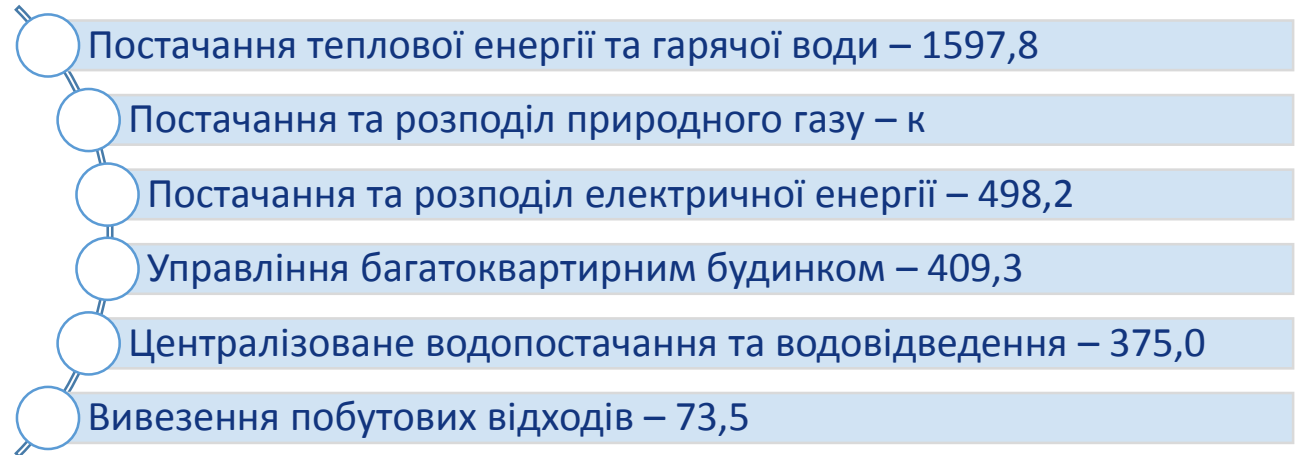 Постачання теплової енергії та гарячої води – 1597,8
Постачання та розподіл природного газу – к
Постачання та розподіл електричної енергії – 498,2
Управління багатоквартирним будинком – 409,3
Централізоване водопостачання та водовідведення – 375,0
Вивезення побутових відходів – 73,5